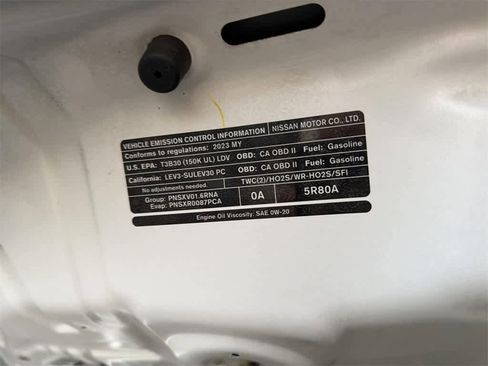 VEHICLE EMISSION CONTROL INFORMATION NISSAN MOTOR CO., LTD.
Conforms to regulations: 2023 MY
U.S. EPA: T3B30 (150K UL) LDV OBD: CA OBD II Fuel: Gasoline
California: LEV3-SULEV30 PC OBD: CA OBD II Fuel: Gasoline
No adjustments needed. TWC(2)/HO2S/WR-HO2S/SFI
Group: PNSXV01.6RNA 0A 5R80A
Evap: PNSXR0087PCA
Engine Oil Viscosity: SAE 0W-20